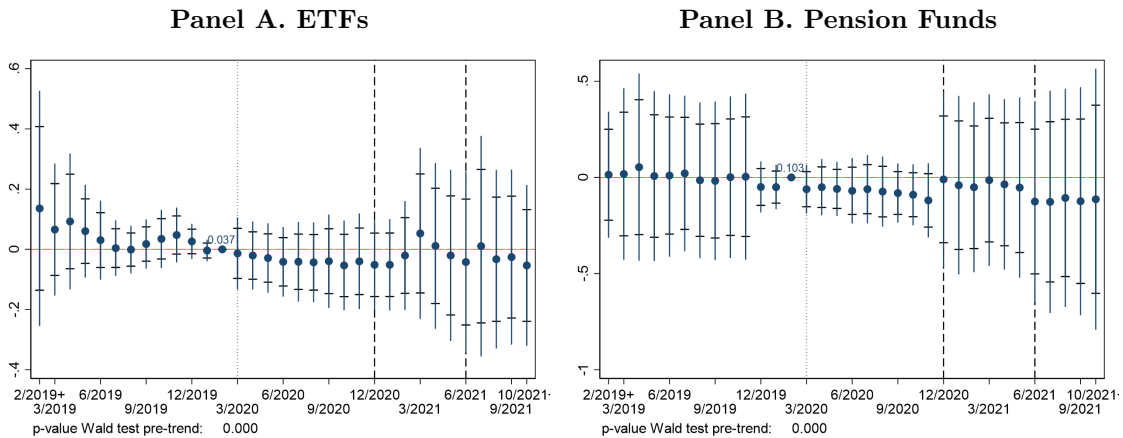 Panel A. ETFs
.6
.4
.2
0
-.2
-.4
0.037
2/2019+ 6/2019 12/2019 6/2020 12/2020 6/2021 10/2021-
3/2019 9/2019 3/2020 9/2020 3/2021 9/2021
p-value Wald test pre-trend: 0.000
Panel B. Pension Funds
.5
0
-.5
-1
0.103
2/2019+ 6/2019 12/2019 6/2020 12/2020 6/2021 10/2021-
3/2019 9/2019 3/2020 9/2020 3/2021 9/2021
p-value Wald test pre-trend: 0.000